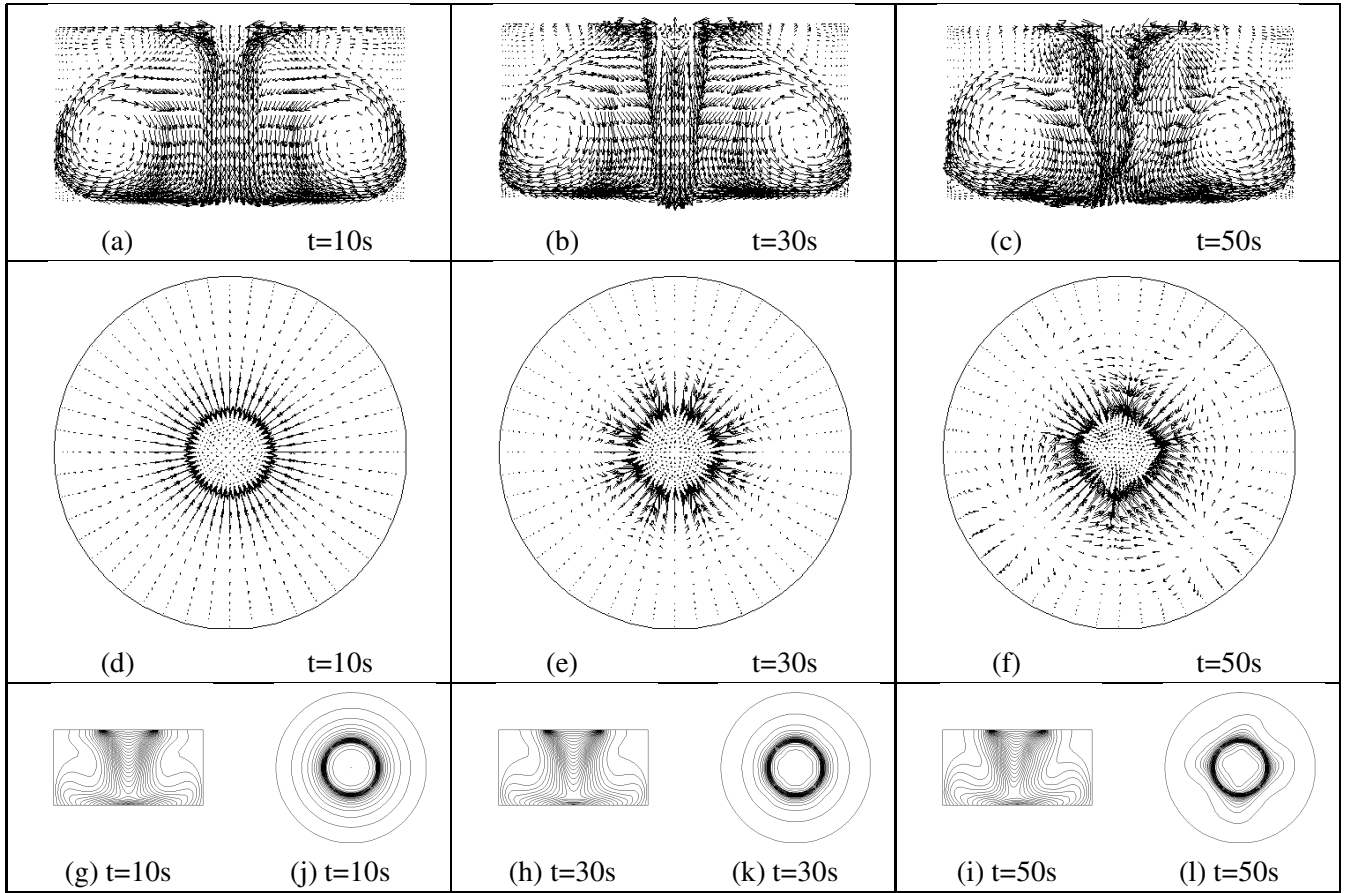 (a) t=10s
(b) t=30s
(c) t=50s
(d) t=10s
(e) t=30s
(f) t=50s
(g) t=10s
(j) t=10s
(h) t=30s
(k) t=30s
(i) t=50s
(l) t=50s